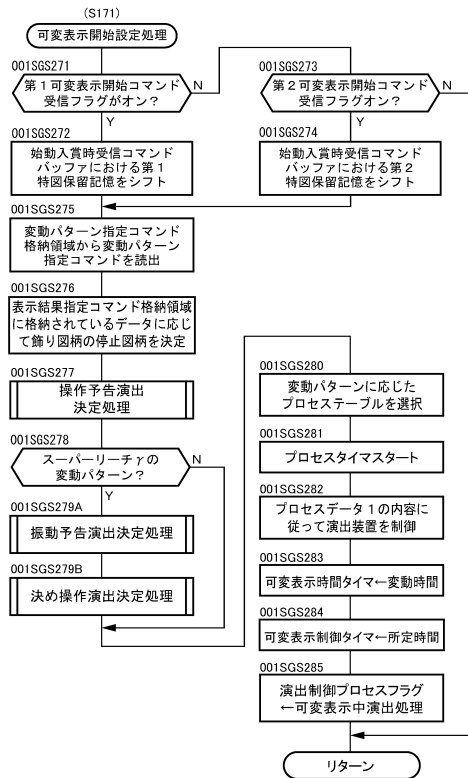 (S171)
可変表示開始設定処理
001SGS271
第１可変表示開始コマンド
受信フラグがオン？
N
Y
001SGS273
第２可変表示開始コマンド
受信フラグオン？
N
Y
001SGS272
始動入賞時受信コマンド
バッファにおける第１
特図保留記憶をシフト
001SGS274
始動入賞時受信コマンド
バッファにおける第２
特図保留記憶をシフト
001SGS275
変動パターン指定コマンド
格納領域から変動パターン
指定コマンドを読出
001SGS276
表示結果指定コマンド格納領域
に格納されているデータに応じ
て飾り図柄の停止図柄を決定
001SGS277
操作予告演出
決定処理
001SGS278
スーパーリーチγの
変動パターン？
N
Y
001SGS279A
振動予告演出決定処理
001SGS279B
決め操作演出決定処理
001SGS280
変動パターンに応じた
プロセステーブルを選択
001SGS281
プロセスタイマスタート
001SGS282
プロセスデータ１の内容に
従って演出装置を制御
001SGS283
可変表示時間タイマ←変動時間
001SGS284
可変表示制御タイマ←所定時間
001SGS285
演出制御プロセスフラグ
←可変表示中演出処理
リターン